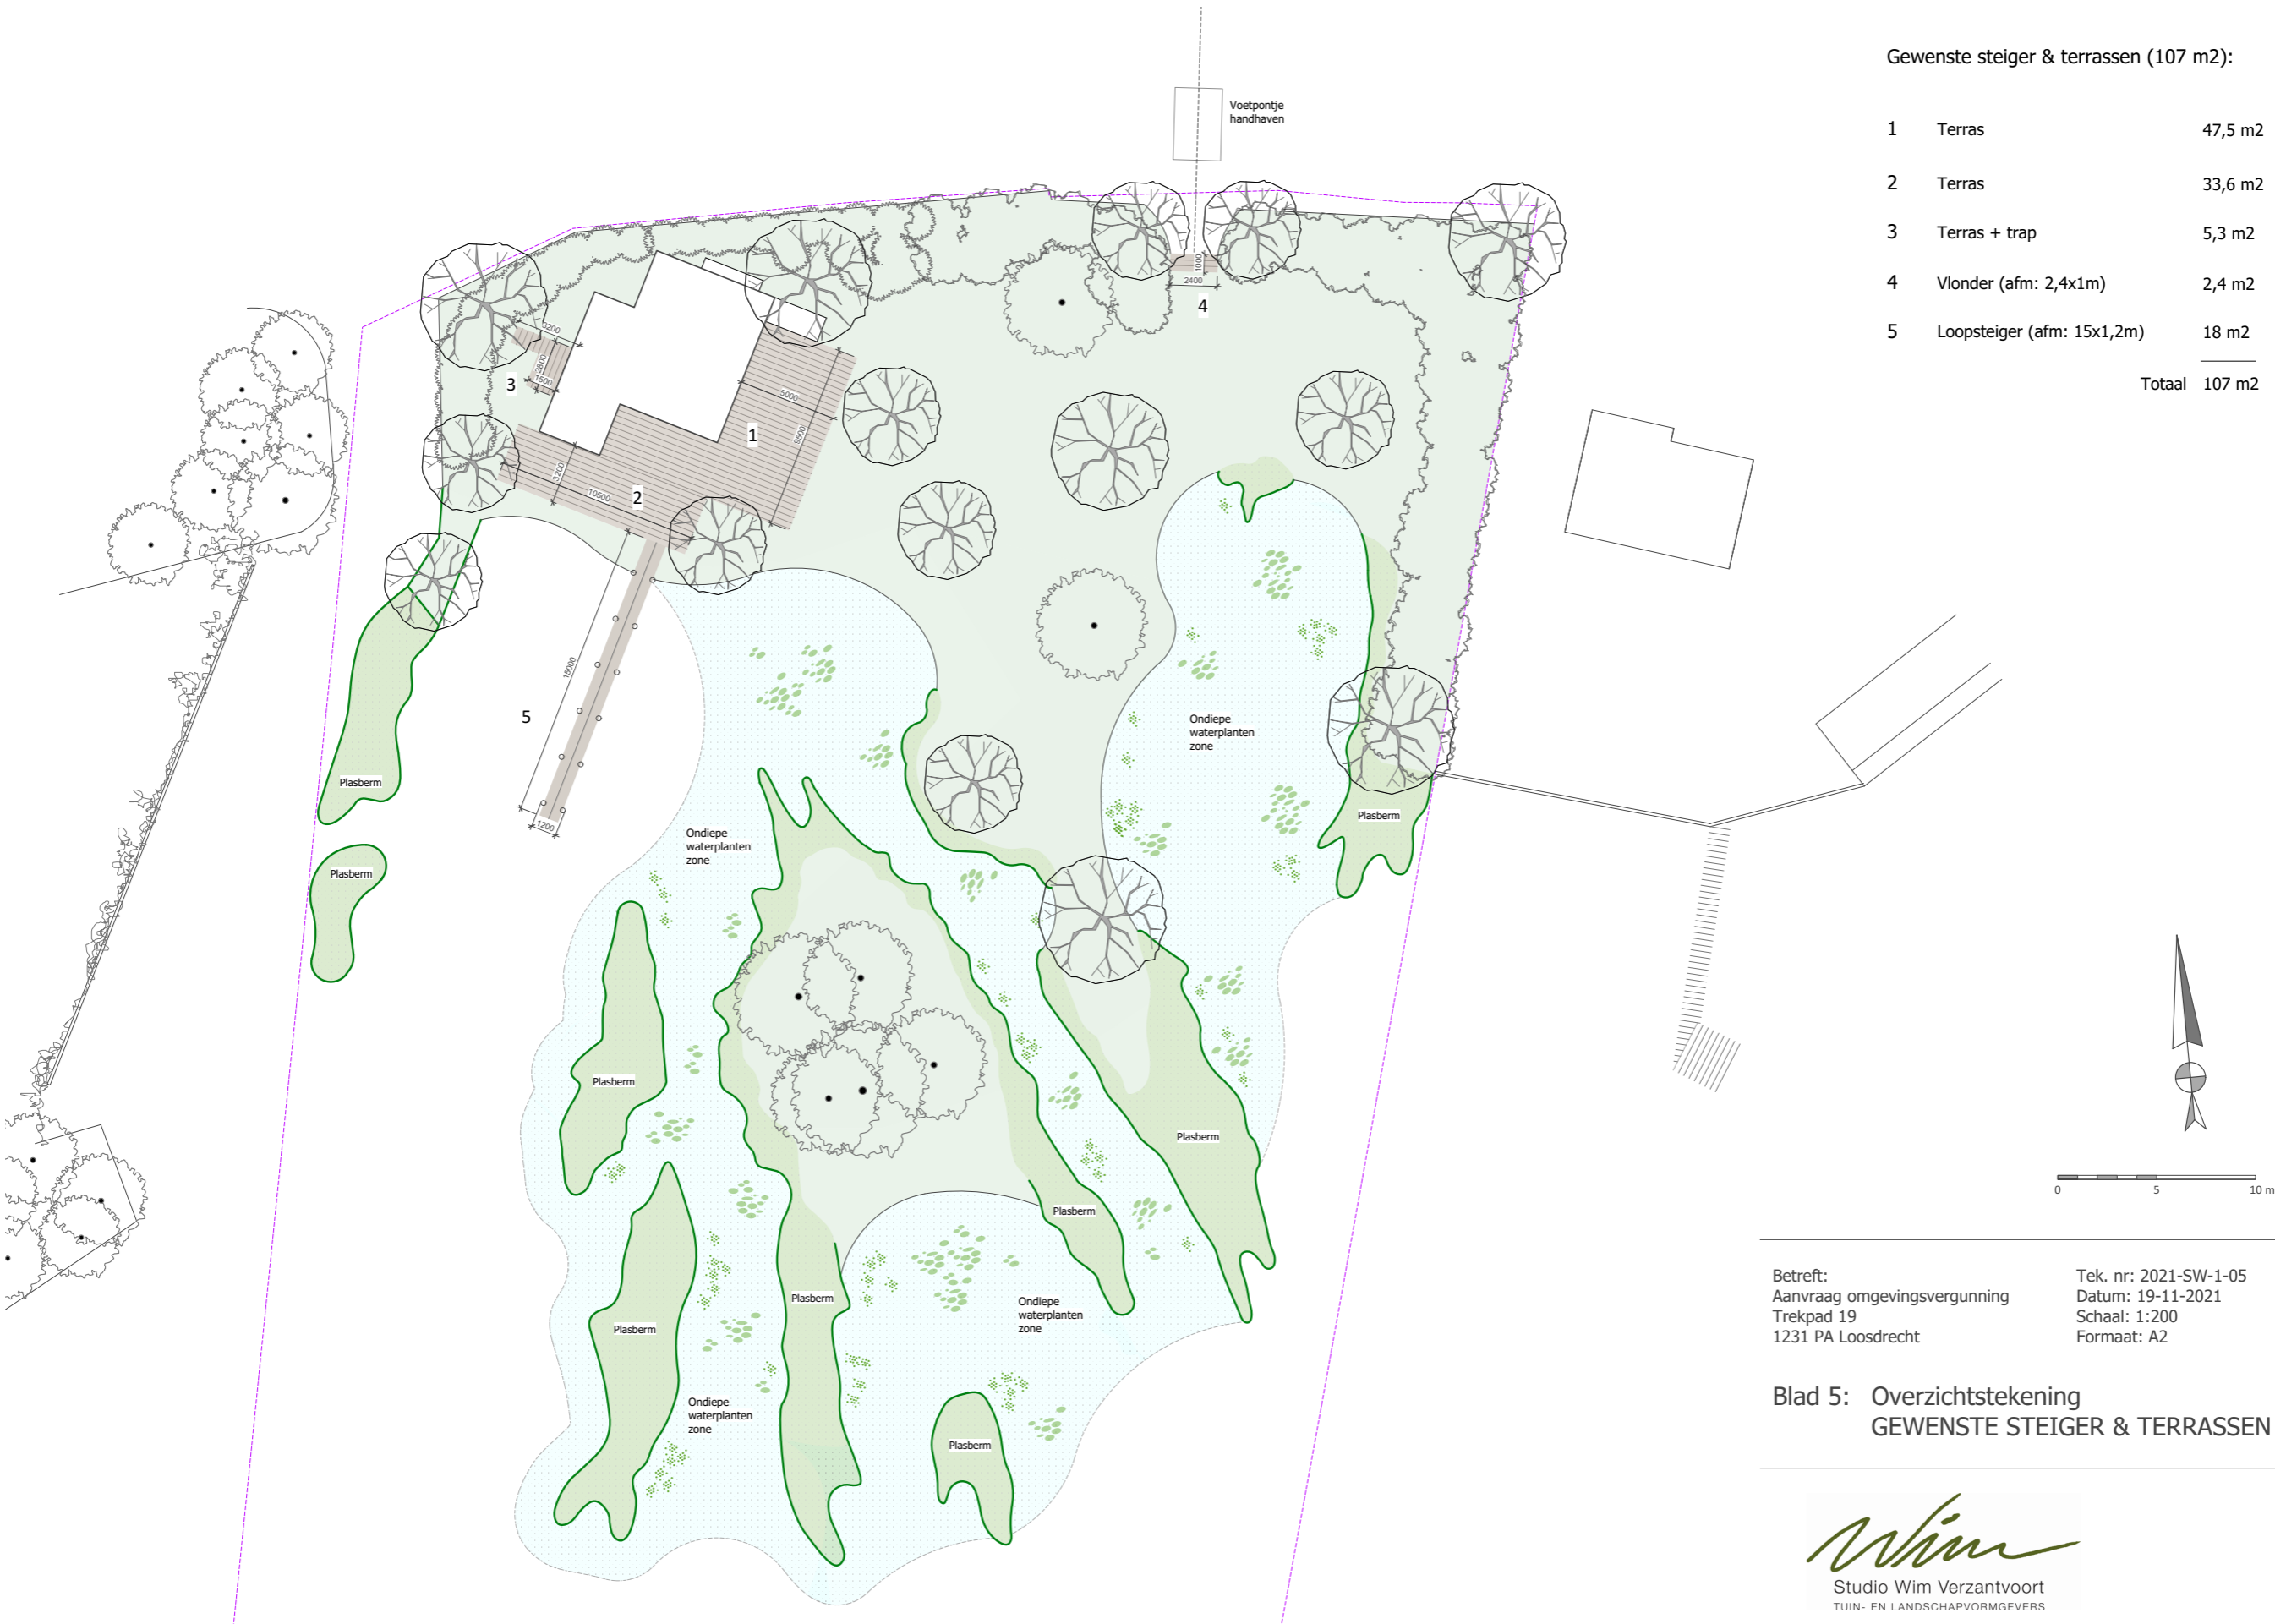 Gewenste steiger & terrassen (107 m2):
1 Terras 47,5 m2
2 Terras 33,6 m2
3 Terras + trap 5,3 m2
4 Vlonder (afm: 2,4x1m) 2,4 m2
5 Loopsteiger (afm: 15x1,2m) 18 m2
Totaal 107 m2
Voetpontje
handhaven
1000
2400
4
3200
2800
1500
3
5000
9500
1
3200
10500
2
15000
5
1200
Ondiepe
waterplanten
zone
Plasberm
Plasberm
Ondiepe
waterplanten
zone
Plasberm
Plasberm
Plasberm
Plasberm
Plasberm
Ondiepe
waterplanten
zone
Plasberm
Ondiepe
waterplanten
zone
Plasberm
0 5 10 m
Betreft:
Aanvraag omgevingsvergunning
Trekpad 19
1231 PA Loosdrecht
Tek. nr: 2021-SW-1-05
Datum: 19-11-2021
Schaal: 1:200
Formaat: A2
Blad 5: Overzichtstekening
GEWENSTE STEIGER & TERRASSEN
Wim
Studio Wim Verzantvoort
TUIN- EN LANDSCHAPVORMGEVERS